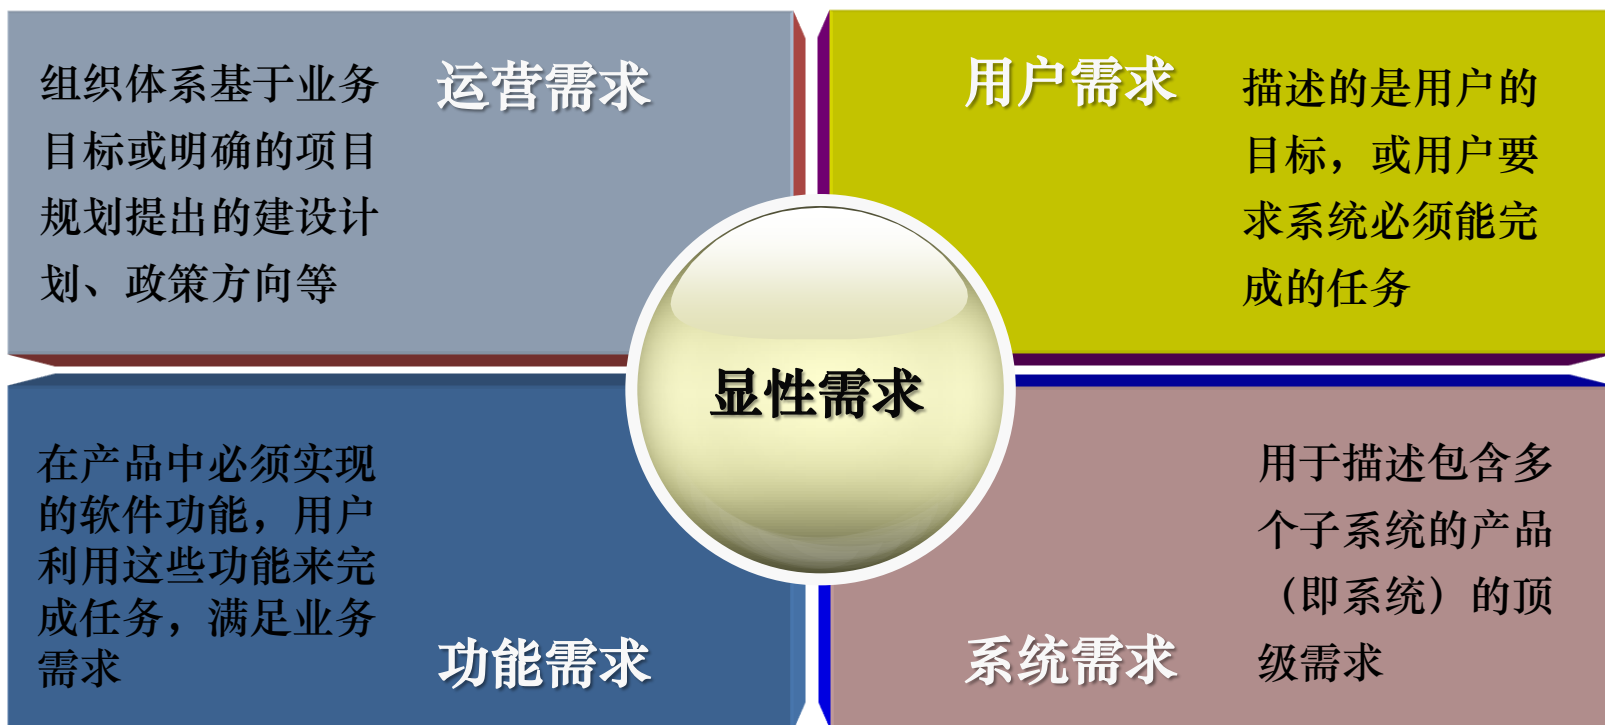 组织体系基于业务
目标或明确的项目
规划提出的建设计
划、政策方向等
运营需求
用户需求
描述的是用户的
目标，或用户要
求系统必须能完
成的任务
显性需求
在产品中必须实现
的软件功能，用户
利用这些功能来完
成任务，满足业务
需求
功能需求
系统需求
用于描述包含多
个子系统的产品
（即系统）的顶
级需求